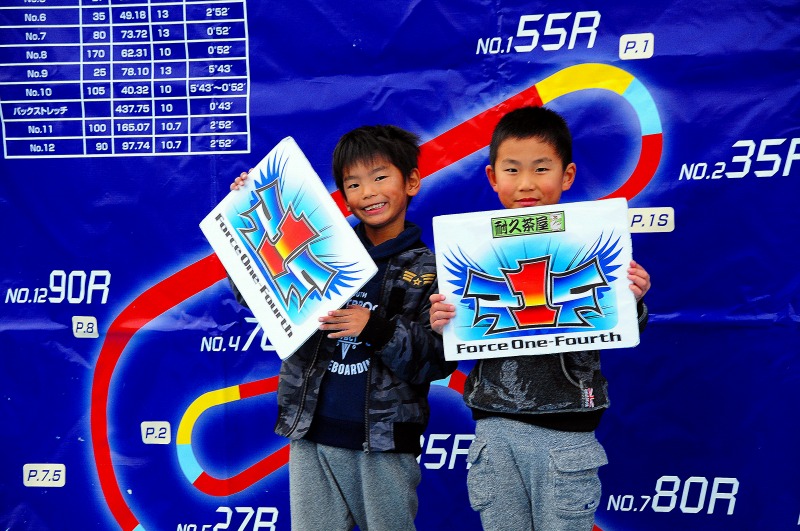 No.6 35 49.18 13 2'52'
No.7 80 73.72 13 0'52'
No.8 170 62.31 10 0'52'
No.9 25 78.10 13 5'43'
No.10 105 40.32 10 5'43'～0'52'
バックストレッチ 437.75 10 0'43'
No.11 100 165.07 10.7 2'52'
No.12 90 97.74 10.7 2'52'
NO.1 55R
P.1
NO.2 35R
P.1S
耐久茶屋
Force One-Fourth
Force One-Fourth
NO.12 90R
P.8
NO.4
P.2
5R
P.7.5
NO.7 80R
NO.5 27R